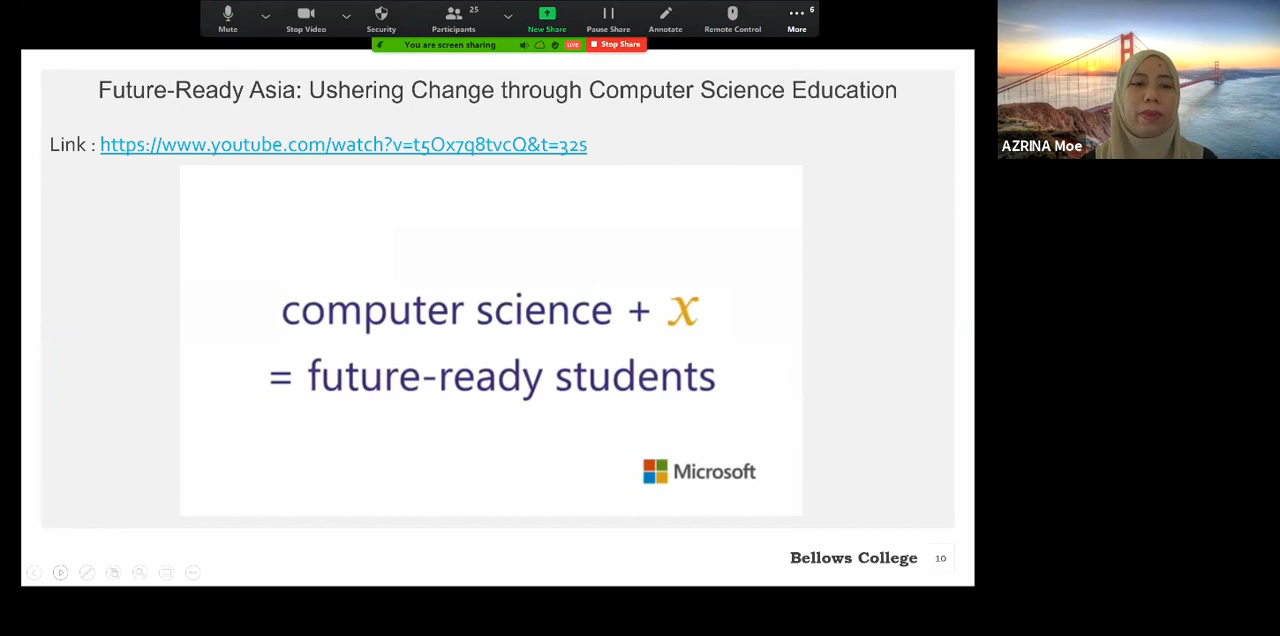 25
6
Mute
Stop Video
Security
Participants
New Share
Pause Share
Annotate
Remote Control
More
You are screen sharing
LIVE
Stop Share
Future-Ready Asia: Ushering Change through Computer Science Education
Link : https://www.youtube.com/watch?v=t5Ox7q8tvcQ&t=32s
computer science + x
= future-ready students
Microsoft
Bellows College
10
AZRINA Moe